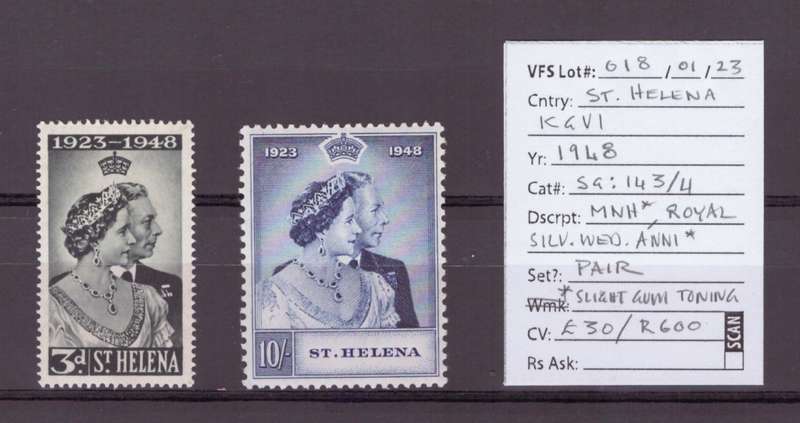 1923-1948
3d ST HELENA
1923 1948
10/- ST. HELENA
VFS Lot#: 018/01/23
Cntry: ST. HELENA
KGVI
Yr: 1948
Cat#: SG: 143/4
Dscrpt: MNH*, ROYAL
SILV. WED. ANNI*
Set?: PAIR
Wmk: *SLIGHT GUM TONING
CV: £30/R600
Rs Ask:
SCAN